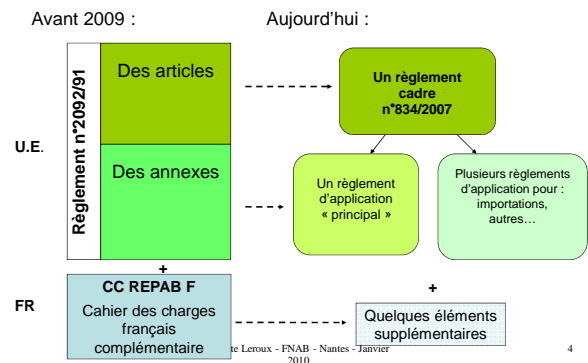 Avant 2009 :
Aujourd'hui :
U.E.
Règlement n°2092/91
Des articles
Des annexes
Un règlement
cadre
n°834/2007
Un règlement
d'application
« principal »
Plusieurs règlements
d'application pour :
importations,
autres…
+
FR
CC REPAB F
Cahier des charges
français
complémentaire
+
Quelques éléments
supplémentaires
Leroux - FNAB - Nantes - Janvier
2010
4